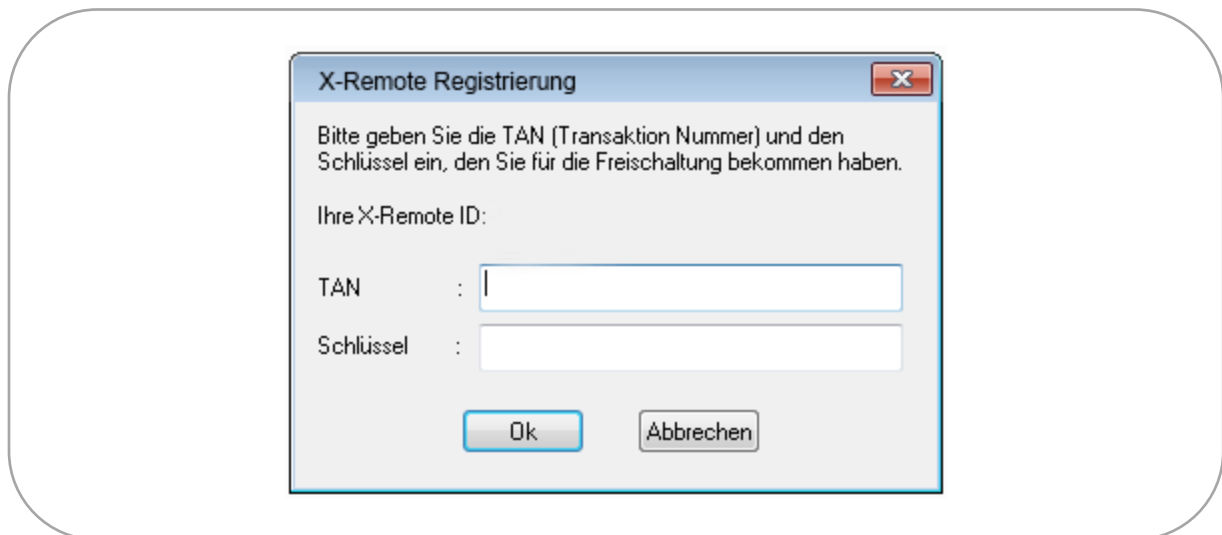 X-Remote Registrierung
Bitte geben Sie die TAN (Transaktion Nummer) und den
Schlüssel ein, den Sie für die Freischaltung bekommen haben.
Ihre X-Remote ID:
TAN :
Schlüssel :
Ok Abbrechen